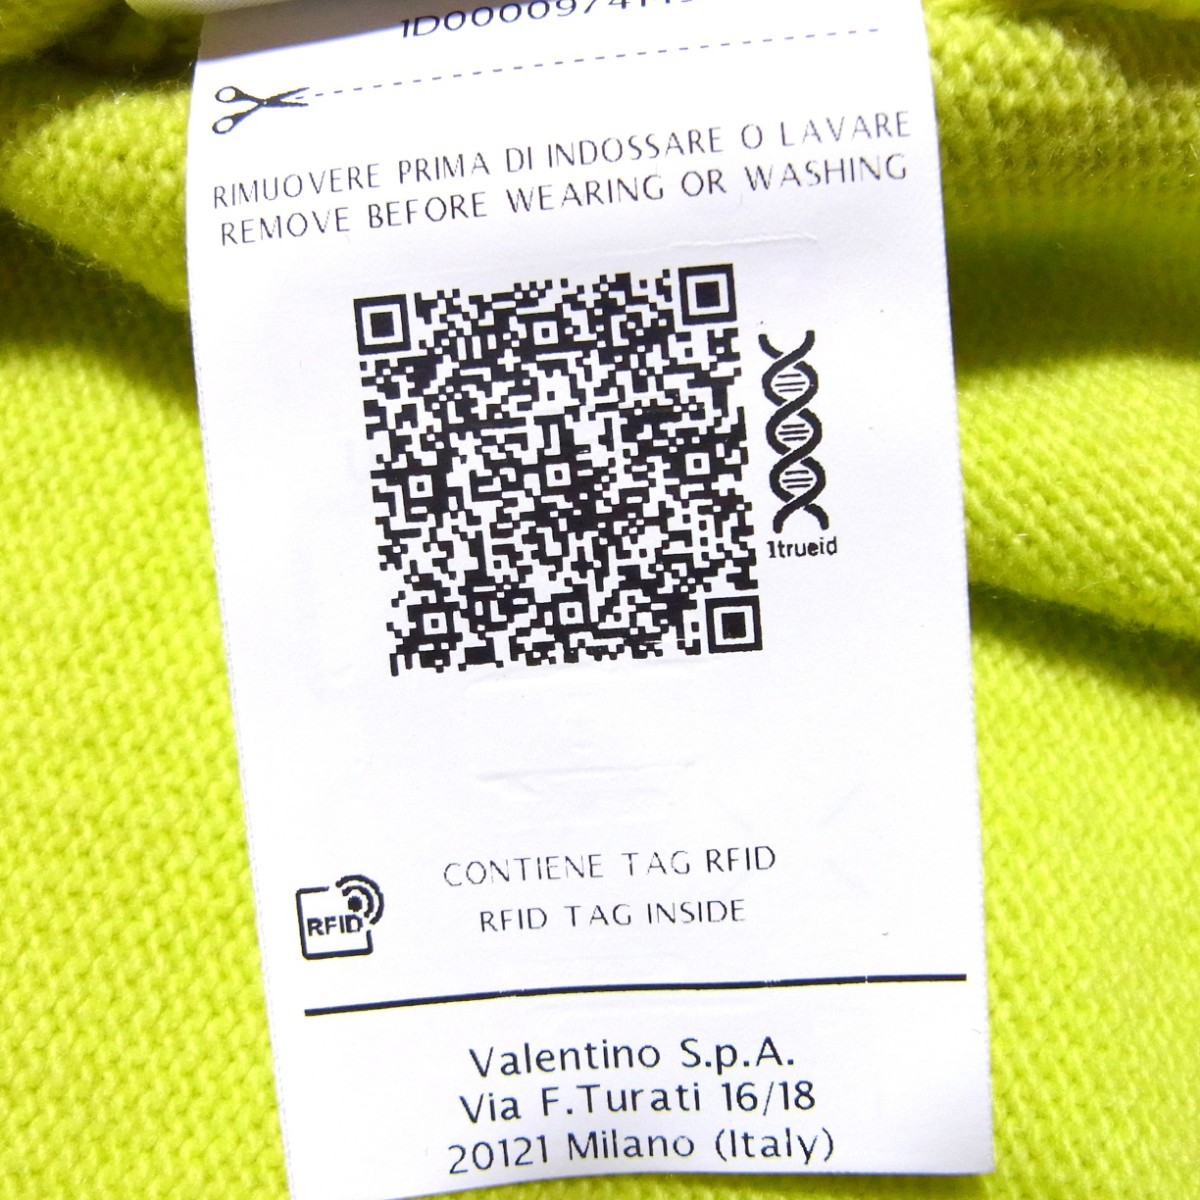 RIMUOVERE PRIMA DI INDOSSARE O LAVARE
REMOVE BEFORE WEARING OR WASHING
1trueid
CONTIENE TAG RFID
RFID TAG INSIDE
RFID
Valentino S.p.A.
Via F.Turati 16/18
20121 Milano (Italy)